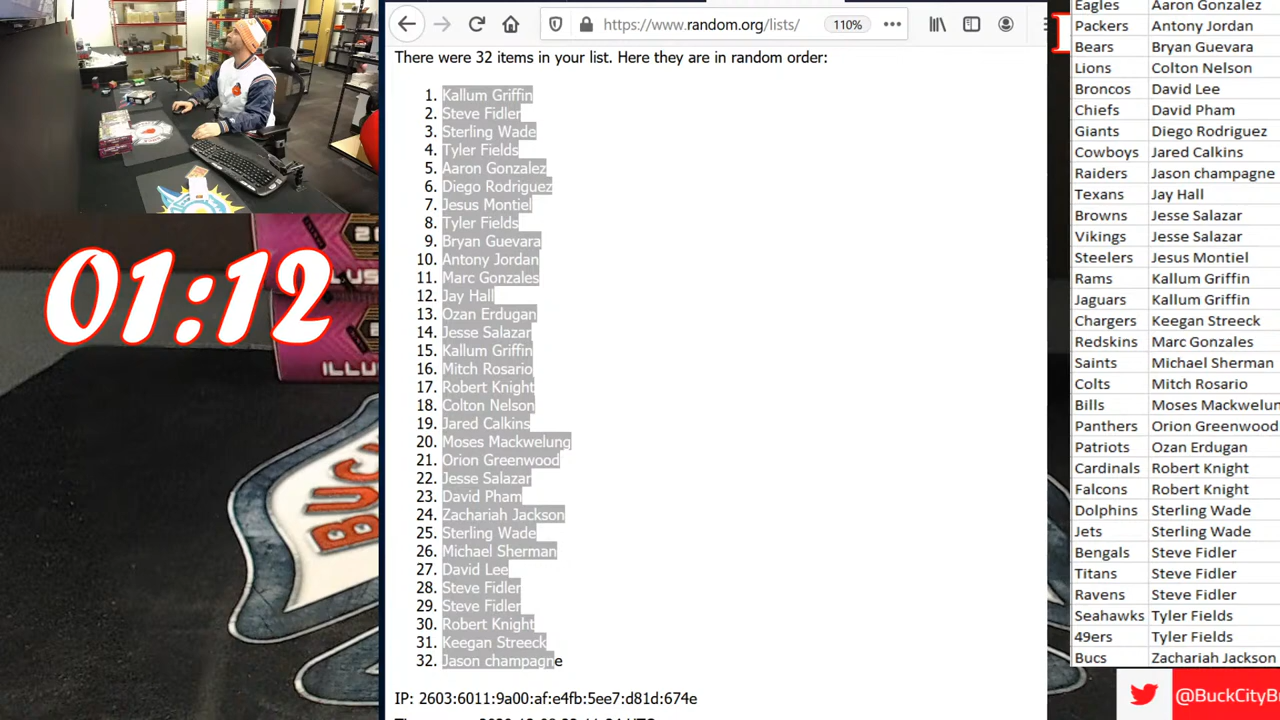 https://www.random.org/lists/
110%
There were 32 items in your list. Here they are in random order:
1. Kallum Griffin
2. Steve Fidler
3. Sterling Wade
4. Tyler Fields
5. Aaron Gonzalez
6. Diego Rodriguez
7. Jesus Montiel
8. Tyler Fields
9. Bryan Guevara
10. Antony Jordan
11. Marc Gonzales
12. Jay Hall
13. Ozan Erdugan
14. Jesse Salazar
15. Kallum Griffin
16. Mitch Rosario
17. Robert Knight
18. Colton Nelson
19. Jared Calkins
20. Moses Mackwelung
21. Orion Greenwood
22. Jesse Salazar
23. David Pham
24. Zachariah Jackson
25. Sterling Wade
26. Michael Sherman
27. David Lee
28. Steve Fidler
29. Steve Fidler
30. Robert Knight
31. Keegan Streeck
32. Jason champagne
IP: 2603:6011:9a00:af:e4fb:5ee7:d81d:674e
Eagles Aaron Gonzalez
Packers Antony Jordan
Bears Bryan Guevara
Lions Colton Nelson
Broncos David Lee
Chiefs David Pham
Giants Diego Rodriguez
Cowboys Jared Calkins
Raiders Jason champagne
Texans Jay Hall
Browns Jesse Salazar
Vikings Jesse Salazar
Steelers Jesus Montiel
Rams Kallum Griffin
Jaguars Kallum Griffin
Chargers Keegan Streeck
Redskins Marc Gonzales
Saints Michael Sherman
Colts Mitch Rosario
Bills Moses Mackwelun
Panthers Orion Greenwood
Patriots Ozan Erdugan
Cardinals Robert Knight
Falcons Robert Knight
Dolphins Sterling Wade
Jets Sterling Wade
Bengals Steve Fidler
Titans Steve Fidler
Ravens Steve Fidler
Seahawks Tyler Fields
49ers Tyler Fields
Bucs Zachariah Jackson
@BuckCityB
01:12
LLUS
ILLU
BUC